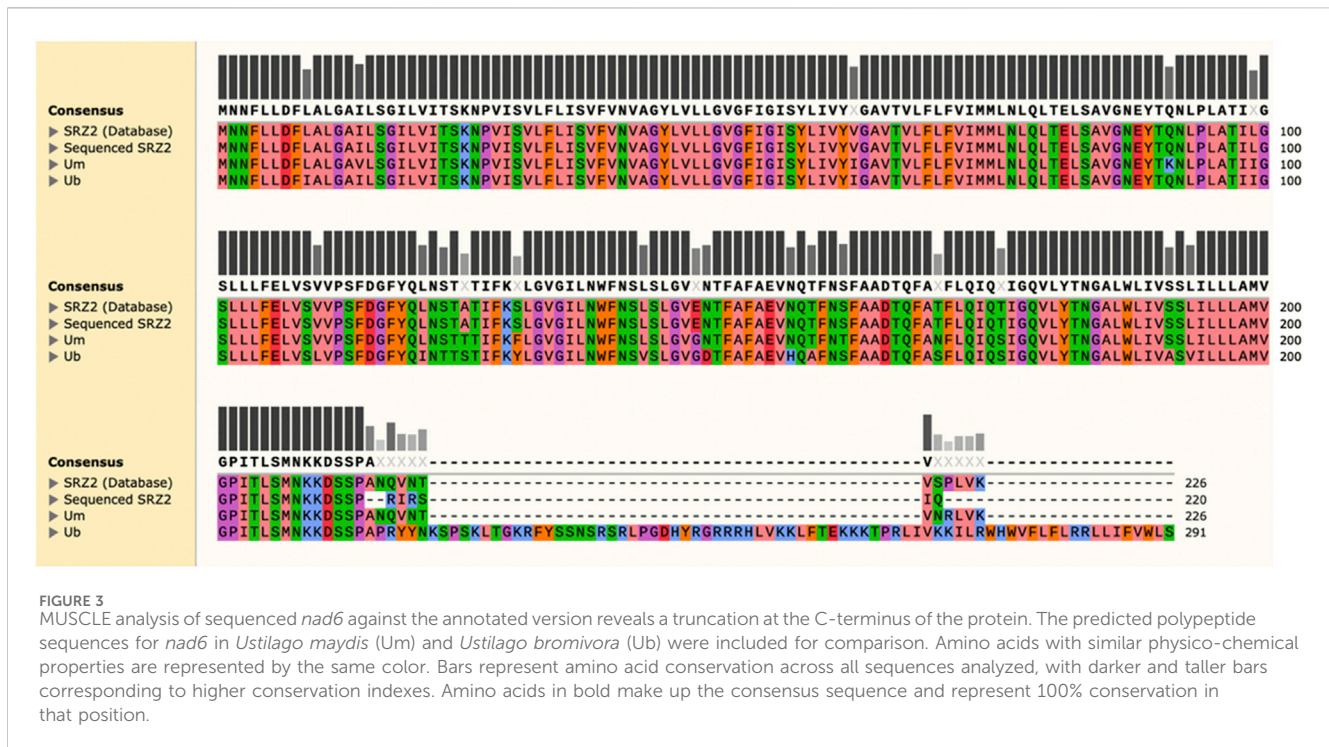 Consensus MNNFLLDFLALGAILSGILVITSKNPVISVLFLISVFVNVAGYLVLLGVGFIGISYLIVYXGAVTVLFLFVIMMLNLQLTELSAVGNEYTQNLPLATIXG
SRZ2 (Database) MNNFLLDFLALGAILSGILVITSKNPVISVLFLISVFVNVAGYLVLLGVGFIGISYLIVYVGAVTVLFLFVIMMLNLQLTELSAVGNEYTQNLPLATILG 100
Sequenced SRZ2 MNNFLLDFLALGAILSGILVITSKNPVISVLFLISVFVNVAGYLVLLGVGFIGISYLIVYVGAVTVLFLFVIMMLNLQLTELSAVGNEYTQNLPLATILG 100
Um MNNFLLDFLALGAVLSGILVITSKNPVISVLFLISVFVNVAGYLVLLGVGFIGISYLIVYIGAVTVLFLFVIMMLNLQLTELSAVGNEYTKNLPLATIIG 100
Ub MNNFLLDFIALGAILSGILVITSKNPVISVLFLISVFVNVAGYLVLLGVGFIGISYLIVYIGAVTVLFLFVIMMLNLQLTELSAVGNEYTQNLPLATIIG 100
Consensus SLLLFELVSVVPSFDGFYQLNSTXTIFKXLGVGILNWFNSLSLGVXNTFAFAEVNQTFNSFAADTQFAXFLQIQXIGQVLYTNGALWLIVSSLILLLAMV
SRZ2 (Database) SLLLFELVSVVPSFDGFYQLNSTATIFKSLGVGILNWFNSLSLGVENTFAFAEVNQTFNSFAADTQFATFLQIQTIGQVLYTNGALWLIVSSLILLLAMV 200
Sequenced SRZ2 SLLLFELVSVVPSFDGFYQLNSTATIFKSLGVGILNWFNSLSLGVENTFAFAEVNQTFNSFAADTQFATFLQIQTIGQVLYTNGALWLIVSSLILLLAMV 200
Um SLLLFELVSVVPSFDGFYQLNSTTTIFKYLGVGILNWFNSLSLGVGNTFAFAEVNQTFNTFAADTQFANFLQIQSIGQVLYTNGALWLIVSSLILLLAMV 200
Ub SLLLFELVSLVPSFDGFYQINTTSTIFKYLGVGILNWFNSVSLGVGDTFAFAEVHQAFNSFAADTQFASFLQIQSIGQVLYTNGALWLIVASVILLLAMV 200
Consensus GPITLSMNKKDSSPAXXXXX-----------------------------------------------VXXXXX------------------
SRZ2 (Database) GPITLSMNKKDSSPANQVNT-----------------------------------------------VSPLVK------------------ 226
Sequenced SRZ2 GPITLSMNKKDSSP--RIRS-----------------------------------------------IQ---------------------- 220
Um GPITLSMNKKDSSPANQVNT-----------------------------------------------VNRLVK------------------ 226
Ub GPITLSMNKKDSSPAPRYYNKSPSKLTGKRFYSSNSRSRLPGDHYRGRRRHLVKKLFTEKKKTPRLIVKKILRWHWVFLFLRRLLIFVWLS 291
FIGURE 3
MUSCLE analysis of sequenced nad6 against the annotated version reveals a truncation at the C-terminus of the protein. The predicted polypeptide
sequences for nad6 in Ustilago maydis (Um) and Ustilago bromivora (Ub) were included for comparison. Amino acids with similar physico-chemical
properties are represented by the same color. Bars represent amino acid conservation across all sequences analyzed, with darker and taller bars
corresponding to higher conservation indexes. Amino acids in bold make up the consensus sequence and represent 100% conservation in
that position.